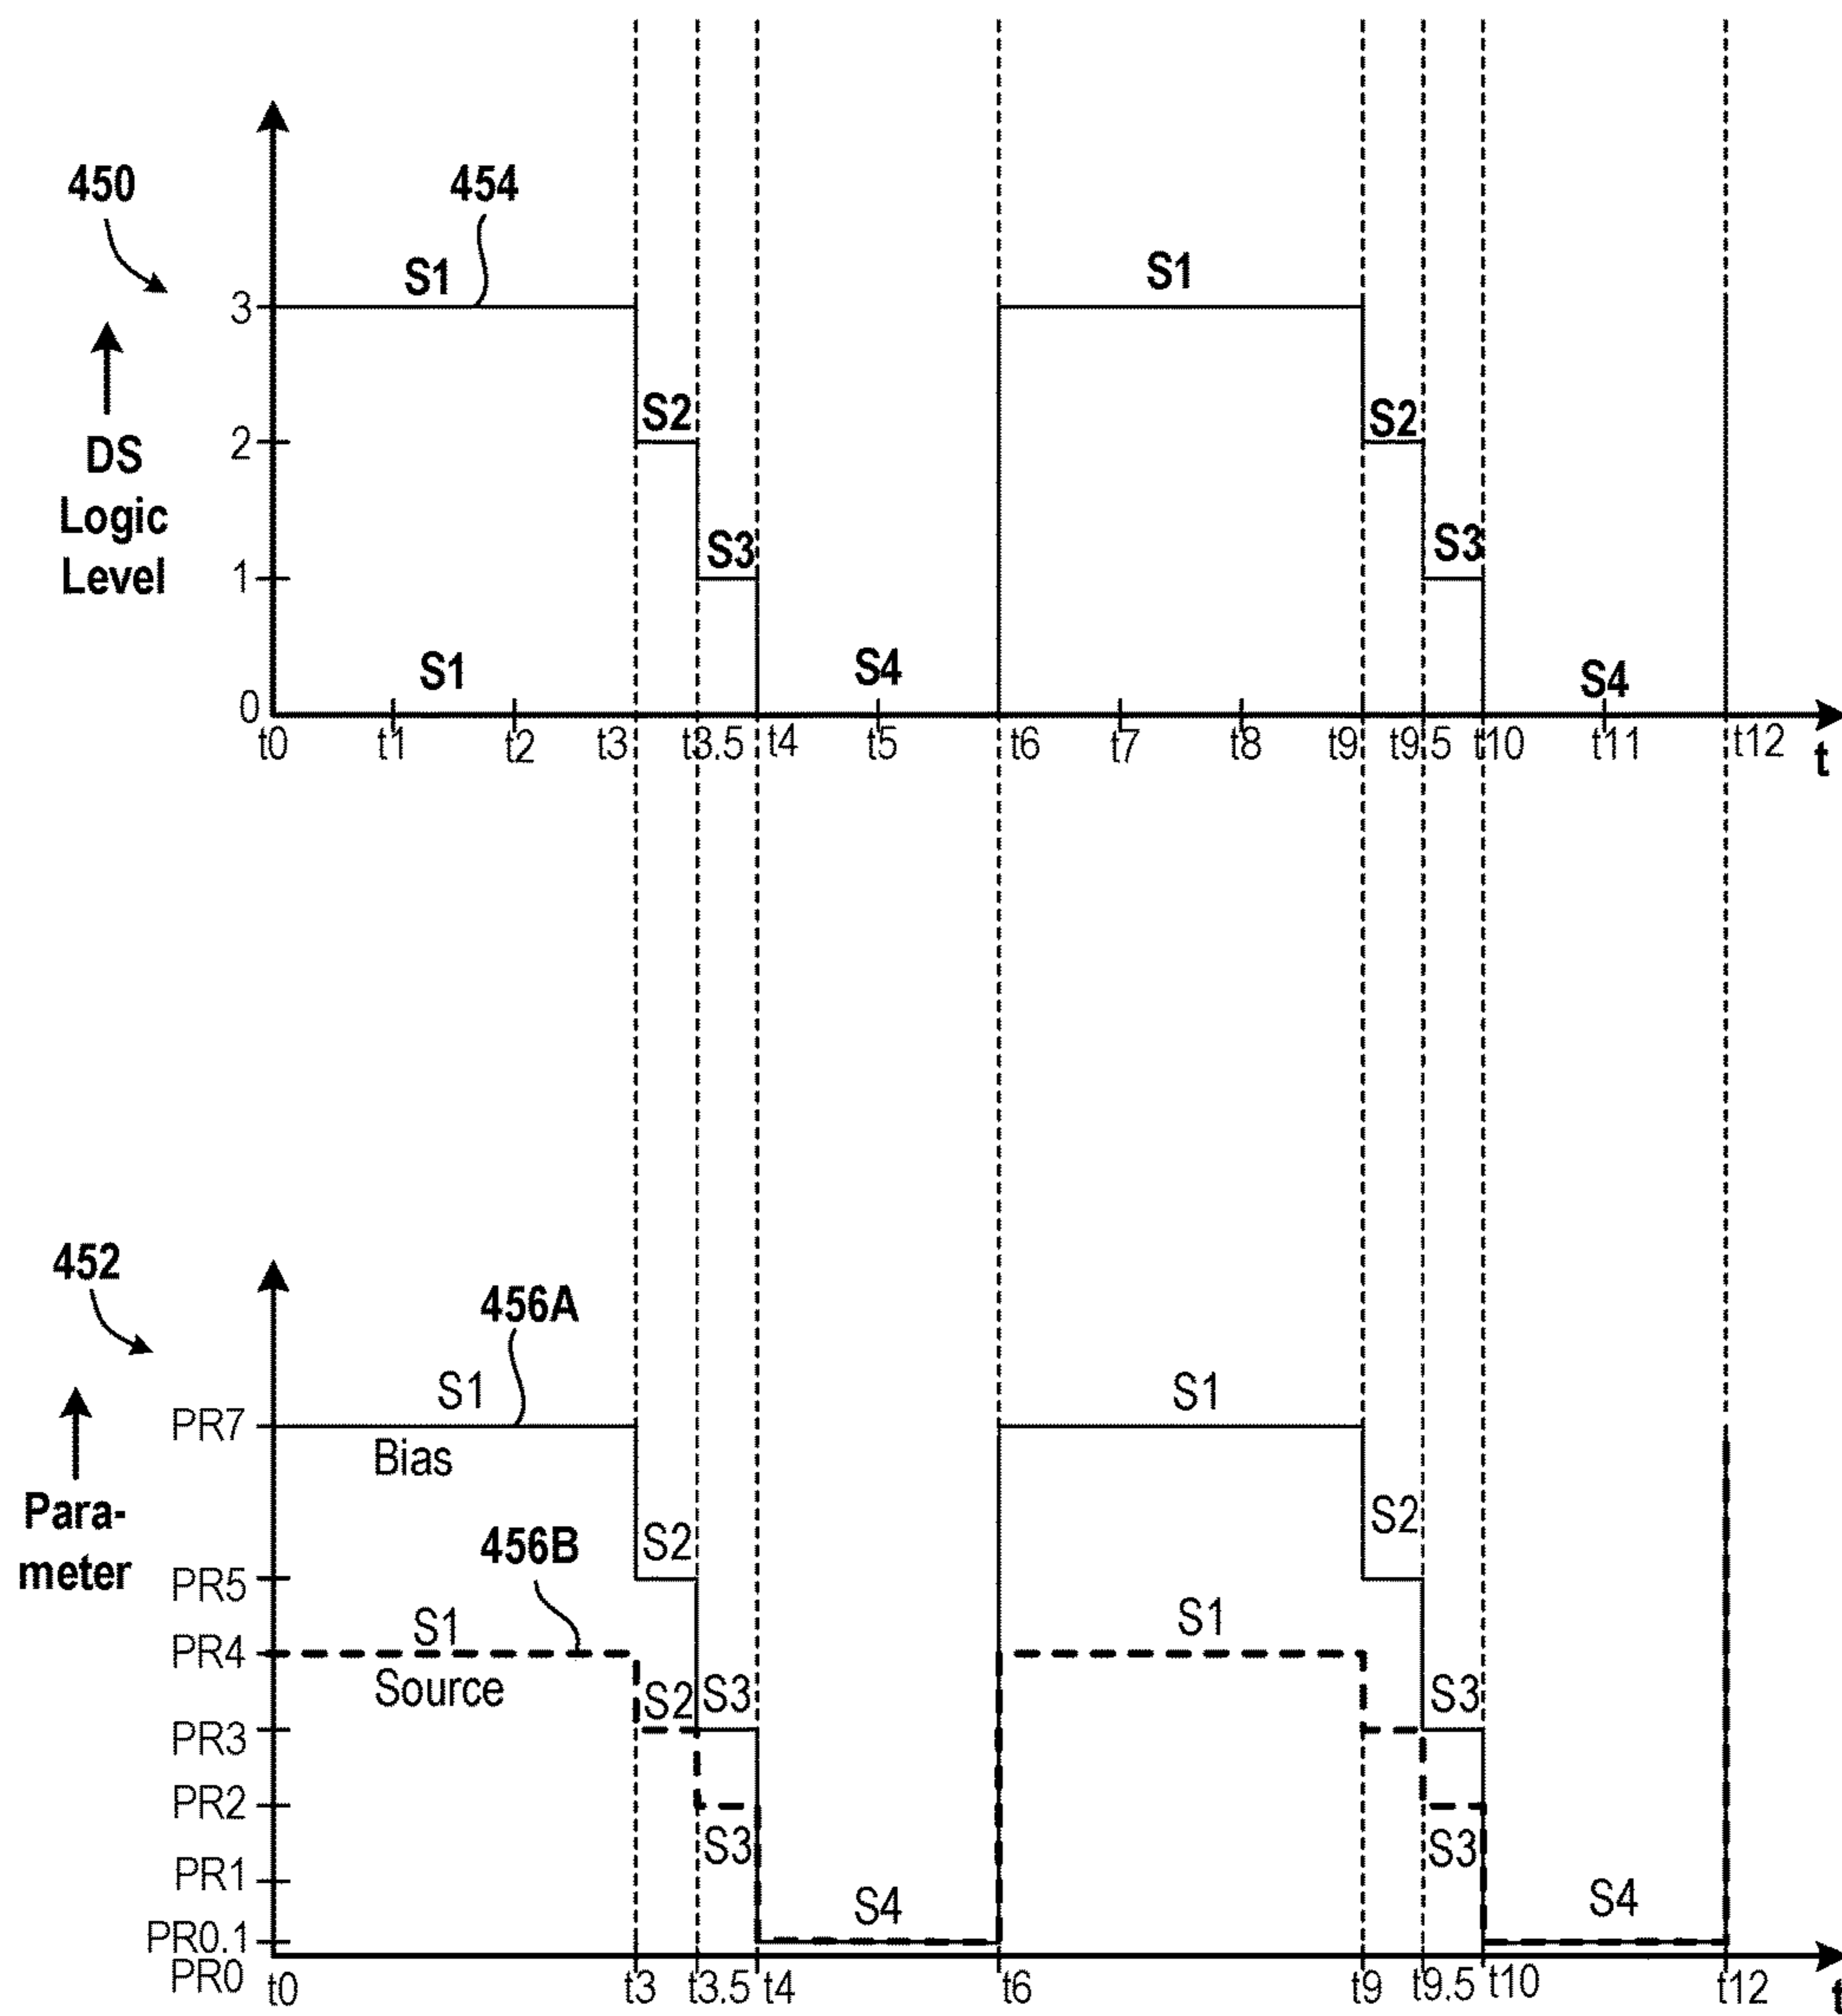 450
454
S1
S1
3
S2
S2
2
DS
Logic
Level
S3
S3
1
S1
S4
S4
0
t0 t1 t2 t3 t3.5 t4 t5 t6 t7 t8 t9 t9.5 t10 t11 t12
t
452
456A
S1
S1
PR7
Bias
Para-
meter
S2
S2
456B
PR5
S1
S1
PR4
Source
S2
S3
S3
PR3
PR2
S3
S3
PR1
S4
S4
PR0.1
PR0
t0 t3 t3.5 t4 t6 t9 t9.5 t10 t12
t